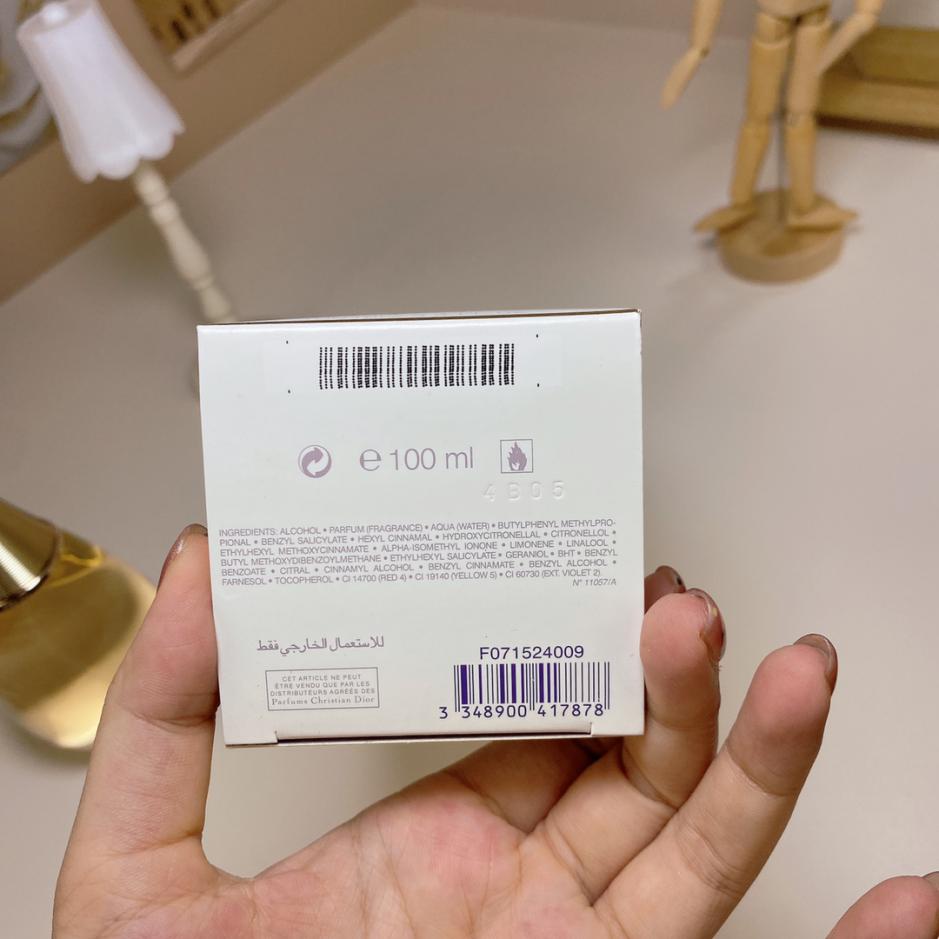 ℮ 100 ml
4B05
INGREDIENTS: ALCOHOL • PARFUM (FRAGRANCE) • AQUA (WATER) • BUTYLPHENYL METHYLPRO-
PIONAL • BENZYL SALICYLATE • HEXYL CINNAMAL • HYDROXYCITRONELLAL • CITRONELLOL •
ETHYLHEXYL METHOXYCINNAMATE • ALPHA-ISOMETHYL IONONE • LIMONENE • LINALOOL •
BUTYL METHOXYDIBENZOYLMETHANE • ETHYLHEXYL SALICYLATE • GERANIOL • BHT • BENZYL
BENZOATE • CITRAL • CINNAMYL ALCOHOL • BENZYL CINNAMATE • BENZYL ALCOHOL •
FARNESOL • TOCOPHEROL • CI 14700 (RED 4) • CI 19140 (YELLOW 5) • CI 60730 (EXT. VIOLET 2)
N° 11057/A
للاستعمال الخارجي فقط
CET ARTICLE NE PEUT
ÊTRE VENDU QUE PAR LES
DISTRIBUTEURS AGRÉÉS DES
Parfums Christian Dior
F071524009
3 348900 417878